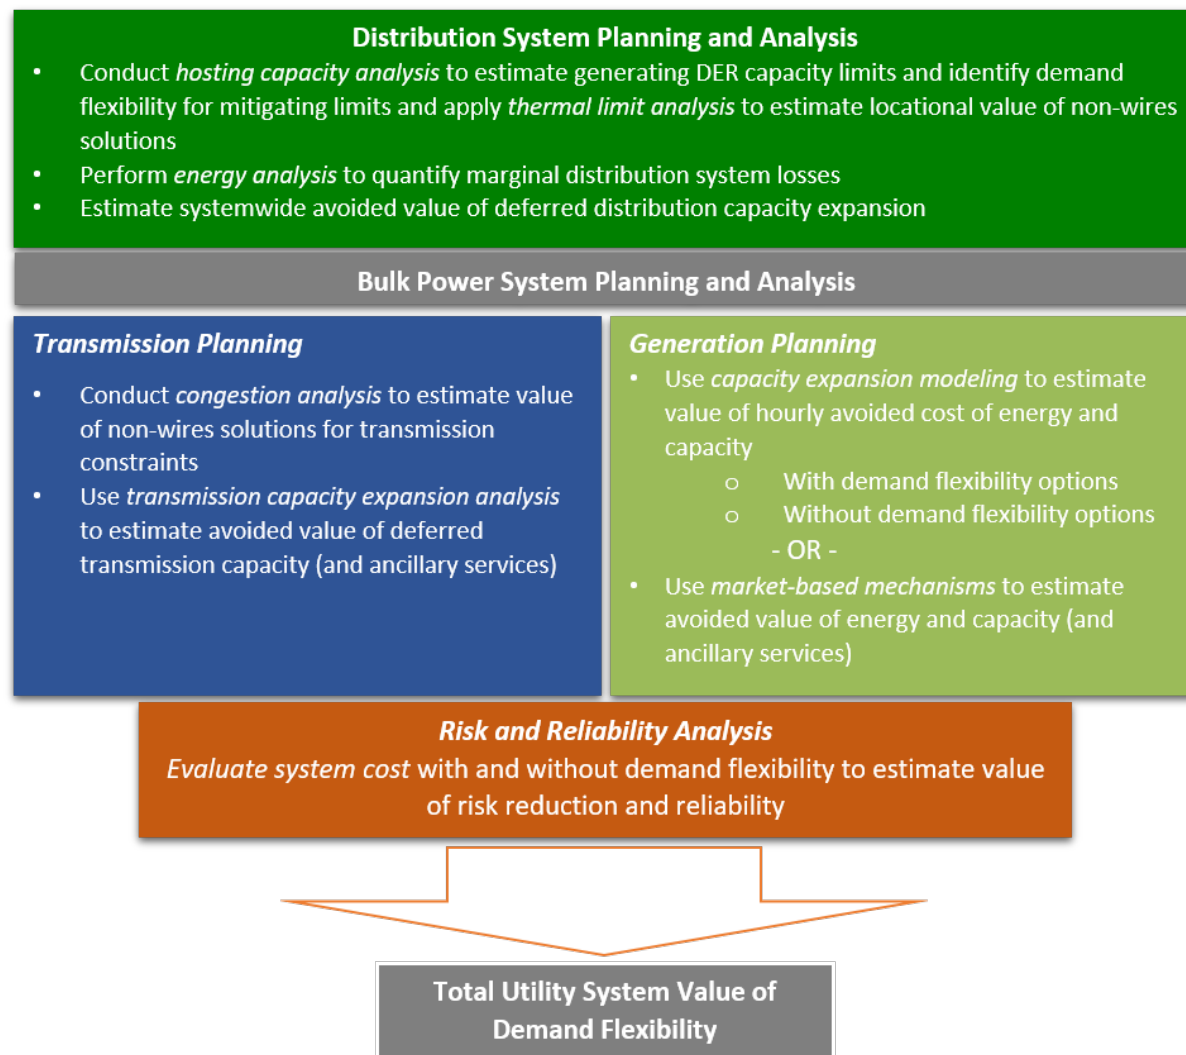 Distribution System Planning and Analysis
• Conduct hosting capacity analysis to estimate generating DER capacity limits and identify demand
flexibility for mitigating limits and apply thermal limit analysis to estimate locational value of non-wires
solutions
• Perform energy analysis to quantify marginal distribution system losses
• Estimate systemwide avoided value of deferred distribution capacity expansion
Bulk Power System Planning and Analysis
Transmission Planning
• Conduct congestion analysis to estimate value
of non-wires solutions for transmission
constraints
• Use transmission capacity expansion analysis
to estimate avoided value of deferred
transmission capacity (and ancillary services)
Generation Planning
• Use capacity expansion modeling to estimate
value of hourly avoided cost of energy and
capacity
o With demand flexibility options
o Without demand flexibility options
- OR -
• Use market-based mechanisms to estimate
avoided value of energy and capacity (and
ancillary services)
Risk and Reliability Analysis
Evaluate system cost with and without demand flexibility to estimate value
of risk reduction and reliability
Total Utility System Value of
Demand Flexibility